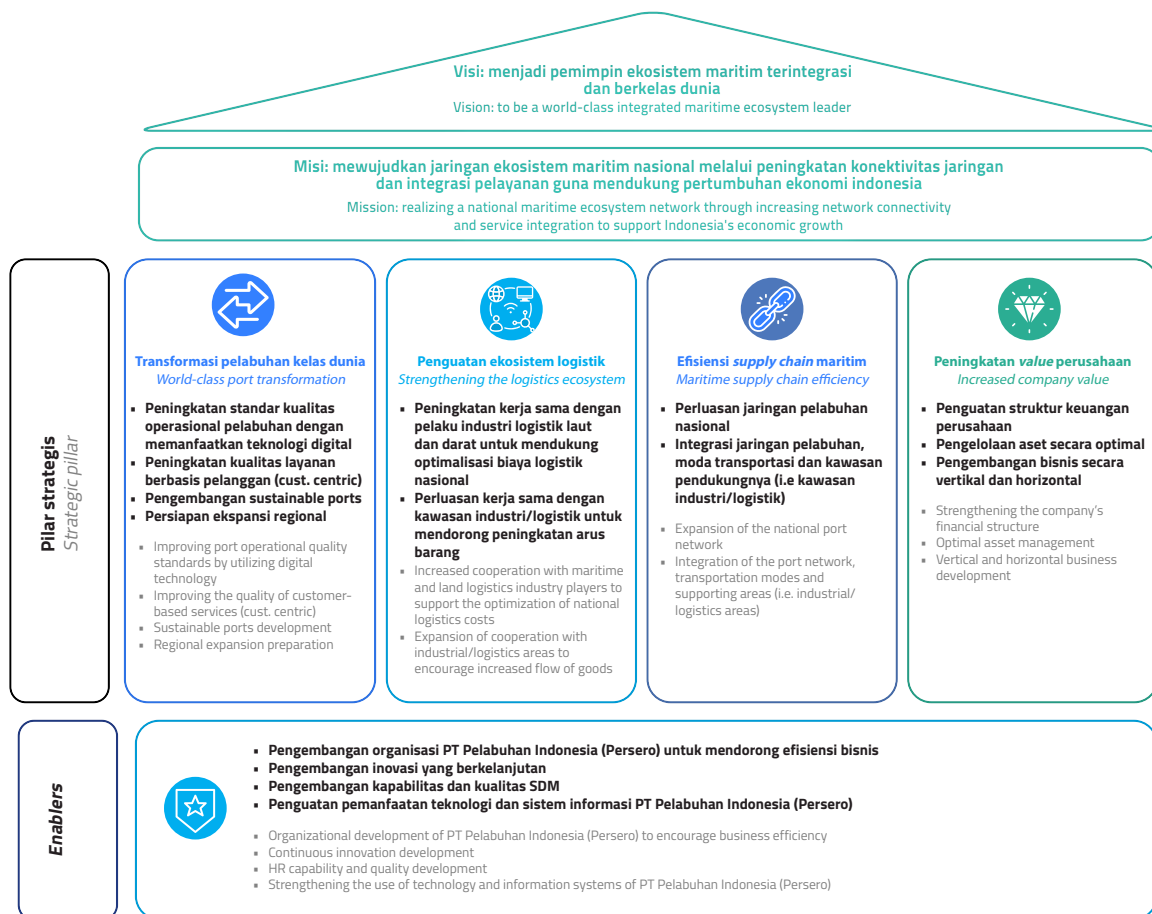 Visi: menjadi pemimpin ekosistem maritim terintegrasi
dan berkelas dunia
Vision: to be a world-class integrated maritime ecosystem leader
Misi: mewujudkan jaringan ekosistem maritim nasional melalui peningkatan konektivitas jaringan
dan integrasi pelayanan guna mendukung pertumbuhan ekonomi indonesia
Mission: realizing a national maritime ecosystem network through increasing network connectivity
and service integration to support Indonesia's economic growth
Pilar strategis
Strategic pillar
Transformasi pelabuhan kelas dunia
World-class port transformation
▪ Peningkatan standar kualitas
operasional pelabuhan dengan
memanfaatkan teknologi digital
▪ Peningkatan kualitas layanan
berbasis pelanggan (cust. centric)
▪ Pengembangan sustainable ports
▪ Persiapan ekspansi regional
▪ Improving port operational quality
standards by utilizing digital
technology
▪ Improving the quality of customer-
based services (cust. centric)
▪ Sustainable ports development
▪ Regional expansion preparation
Penguatan ekosistem logistik
Strengthening the logistics ecosystem
▪ Peningkatan kerja sama dengan
pelaku industri logistik laut
dan darat untuk mendukung
optimalisasi biaya logistik
nasional
▪ Perluasan kerja sama dengan
kawasan industri/logistik untuk
mendorong peningkatan arus
barang
▪ Increased cooperation with maritime
and land logistics industry players to
support the optimization of national
logistics costs
▪ Expansion of cooperation with
industrial/logistics areas to
encourage increased flow of goods
Efisiensi supply chain maritim
Maritime supply chain efficiency
▪ Perluasan jaringan pelabuhan
nasional
▪ Integrasi jaringan pelabuhan,
moda transportasi dan kawasan
pendukungnya (i.e kawasan
industri/logistik)
▪ Expansion of the national port
network
▪ Integration of the port network,
transportation modes and
supporting areas (i.e. industrial/
logistics areas)
Peningkatan value perusahaan
Increased company value
▪ Penguatan struktur keuangan
perusahaan
▪ Pengelolaan aset secara optimal
▪ Pengembangan bisnis secara
vertikal dan horizontal
▪ Strengthening the company's
financial structure
▪ Optimal asset management
▪ Vertical and horizontal business
development
Enablers
▪ Pengembangan organisasi PT Pelabuhan Indonesia (Persero) untuk mendorong efisiensi bisnis
▪ Pengembangan inovasi yang berkelanjutan
▪ Pengembangan kapabilitas dan kualitas SDM
▪ Penguatan pemanfaatan teknologi dan sistem informasi PT Pelabuhan Indonesia (Persero)
▪ Organizational development of PT Pelabuhan Indonesia (Persero) to encourage business efficiency
▪ Continuous innovation development
▪ HR capability and quality development
▪ Strengthening the use of technology and information systems of PT Pelabuhan Indonesia (Persero)